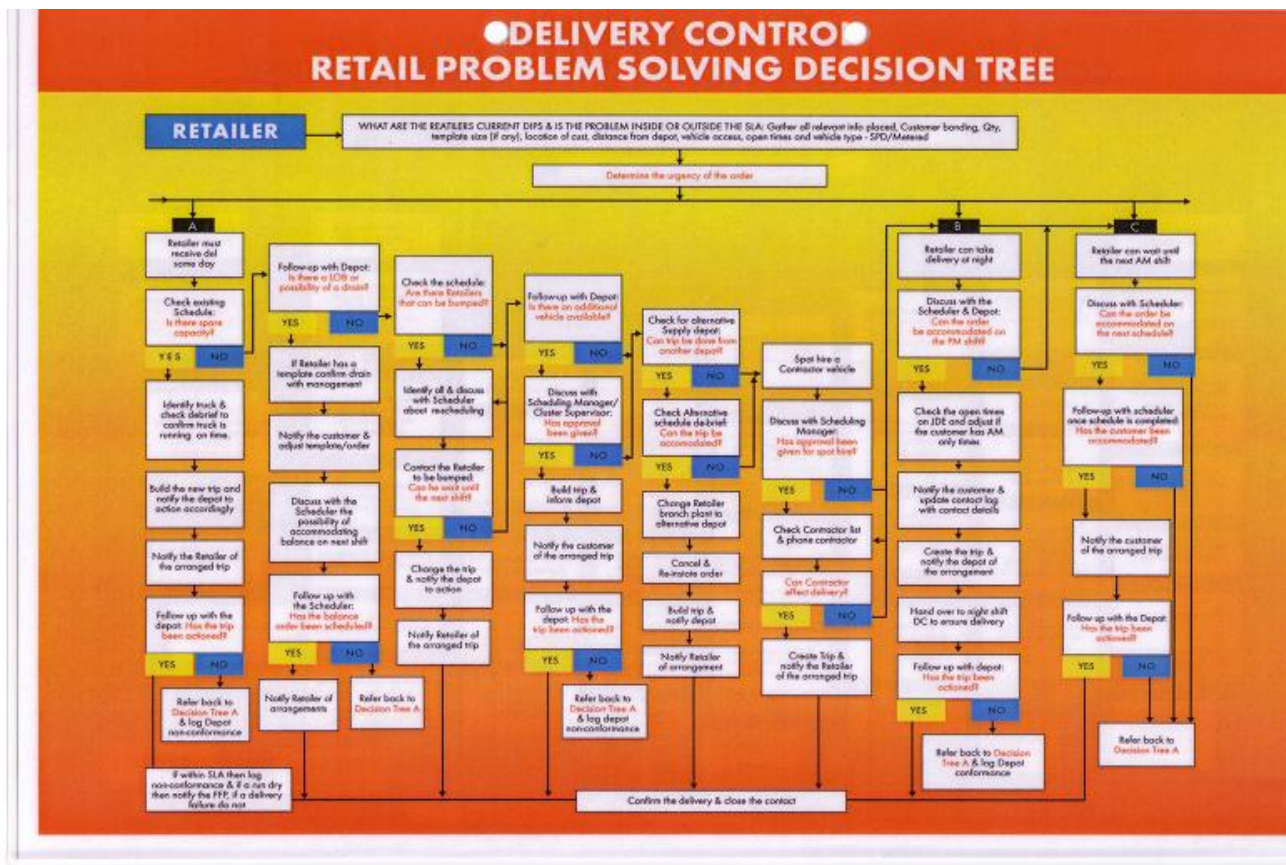 DELIVERY CONTROL
RETAIL PROBLEM SOLVING DECISION TREE
RETAILER
WHAT ARE THE REATILERS CURRENT DIPS & IS THE PROBLEM INSIDE OR OUTSIDE THE SLA: Gather all relevant info placed, Customer banding, Qty,
template size (if any), location of cust, distance from depot, vehicle access, open times and vehicle type - SPD/Metered
Determine the urgency of the order
A
Retailer must
receive del
same day
Check existing
Schedule:
Is there spare
capacity?
YES
NO
Identify truck &
check debrief to
confirm truck is
running on time.
Build the new trip and
notify the depot to
action accordingly
Notify the Retailer of
the arranged trip
Follow up with the
depot: Has the trip
been actioned?
YES
NO
Refer back to
Decision Tree A
& log Depot
non-conformance
If within SLA then log
non-conformance & if a run dry
then notify the FFP, if a delivery
failure do not
Follow-up with Depot:
Is there a LOB or
possibility of a drain?
YES
NO
If Retailer has a
template confirm drain
with management
Notify the customer &
adjust template/order
Discuss with the
Scheduler the
possibility of
accommodating
balance on next shift
Follow up with
the Scheduler:
Has the balance
order been scheduled?
YES
NO
Notify Retailer of
arrangements
Refer back to
Decision Tree A
Check the schedule:
Are there Retailers
that can be bumped?
YES
NO
Identify all & discuss
with Scheduler
about re-scheduling
Contact the Retailer
to be bumped:
Can he wait until
the next shift?
YES
NO
Change the trip
& notify the depot
to action
Notify Retailer of
the arranged trip
Follow-up with Depot:
Is there an additional
vehicle available?
YES
NO
Discuss with
Scheduling Manager/
Cluster Supervisor:
Has approval
been given?
YES
NO
Build trip &
inform depot
Notify the customer
of the arranged trip
Follow up with the
depot: Has the
trip been actioned?
YES
NO
Refer back to
Decision Tree A
& log depot
non-conformance
Check for alternative
Supply depot:
Can trip be done from
another depot?
YES
NO
Check Alternative
schedule de-brief:
Can the trip be
accomodated?
YES
NO
Change Retailer
branch plant to
alternative depot
Cancel &
Re-instate order
Build trip &
notify depot
Notify Retailer
of arrangement
Spot hire a
Contractor vehicle
Discuss with Scheduling
Manager:
Has approval been
given for spot hire?
YES
NO
Check Contractor list
& phone contractor
Can Contractor
effect delivery?
YES
NO
Create Trip &
notify the Retailer
of the arranged trip
B
Retailer can take
delivery at night
Discuss with the
Scheduler & Depot:
Can the order
be accommodated on
the PM shift?
YES
NO
Check the open times
on JDE and adjust if
the customer has AM
only times
Notify the customer &
update contact log
with contact details
Create the trip &
notify the depot of
the arrangement
Hand over to night shift
DC to ensure delivery
Follow up with depot:
Has the trip been
actioned?
YES
NO
Refer back to Decision
Tree A & log Depot
conformance
C
Retailer can wait until
the next AM shift
Discuss with Scheduler:
Can the order be
accommodated on
the next schedule?
YES
NO
Follow-up with scheduler
once schedule is completed:
Has the customer been
accommodated?
YES
NO
Notify the customer
of the arranged trip
Follow up with the Depot:
Has the trip been
actioned?
YES
NO
Refer back to
Decision Tree A
Confirm the delivery & close the contact